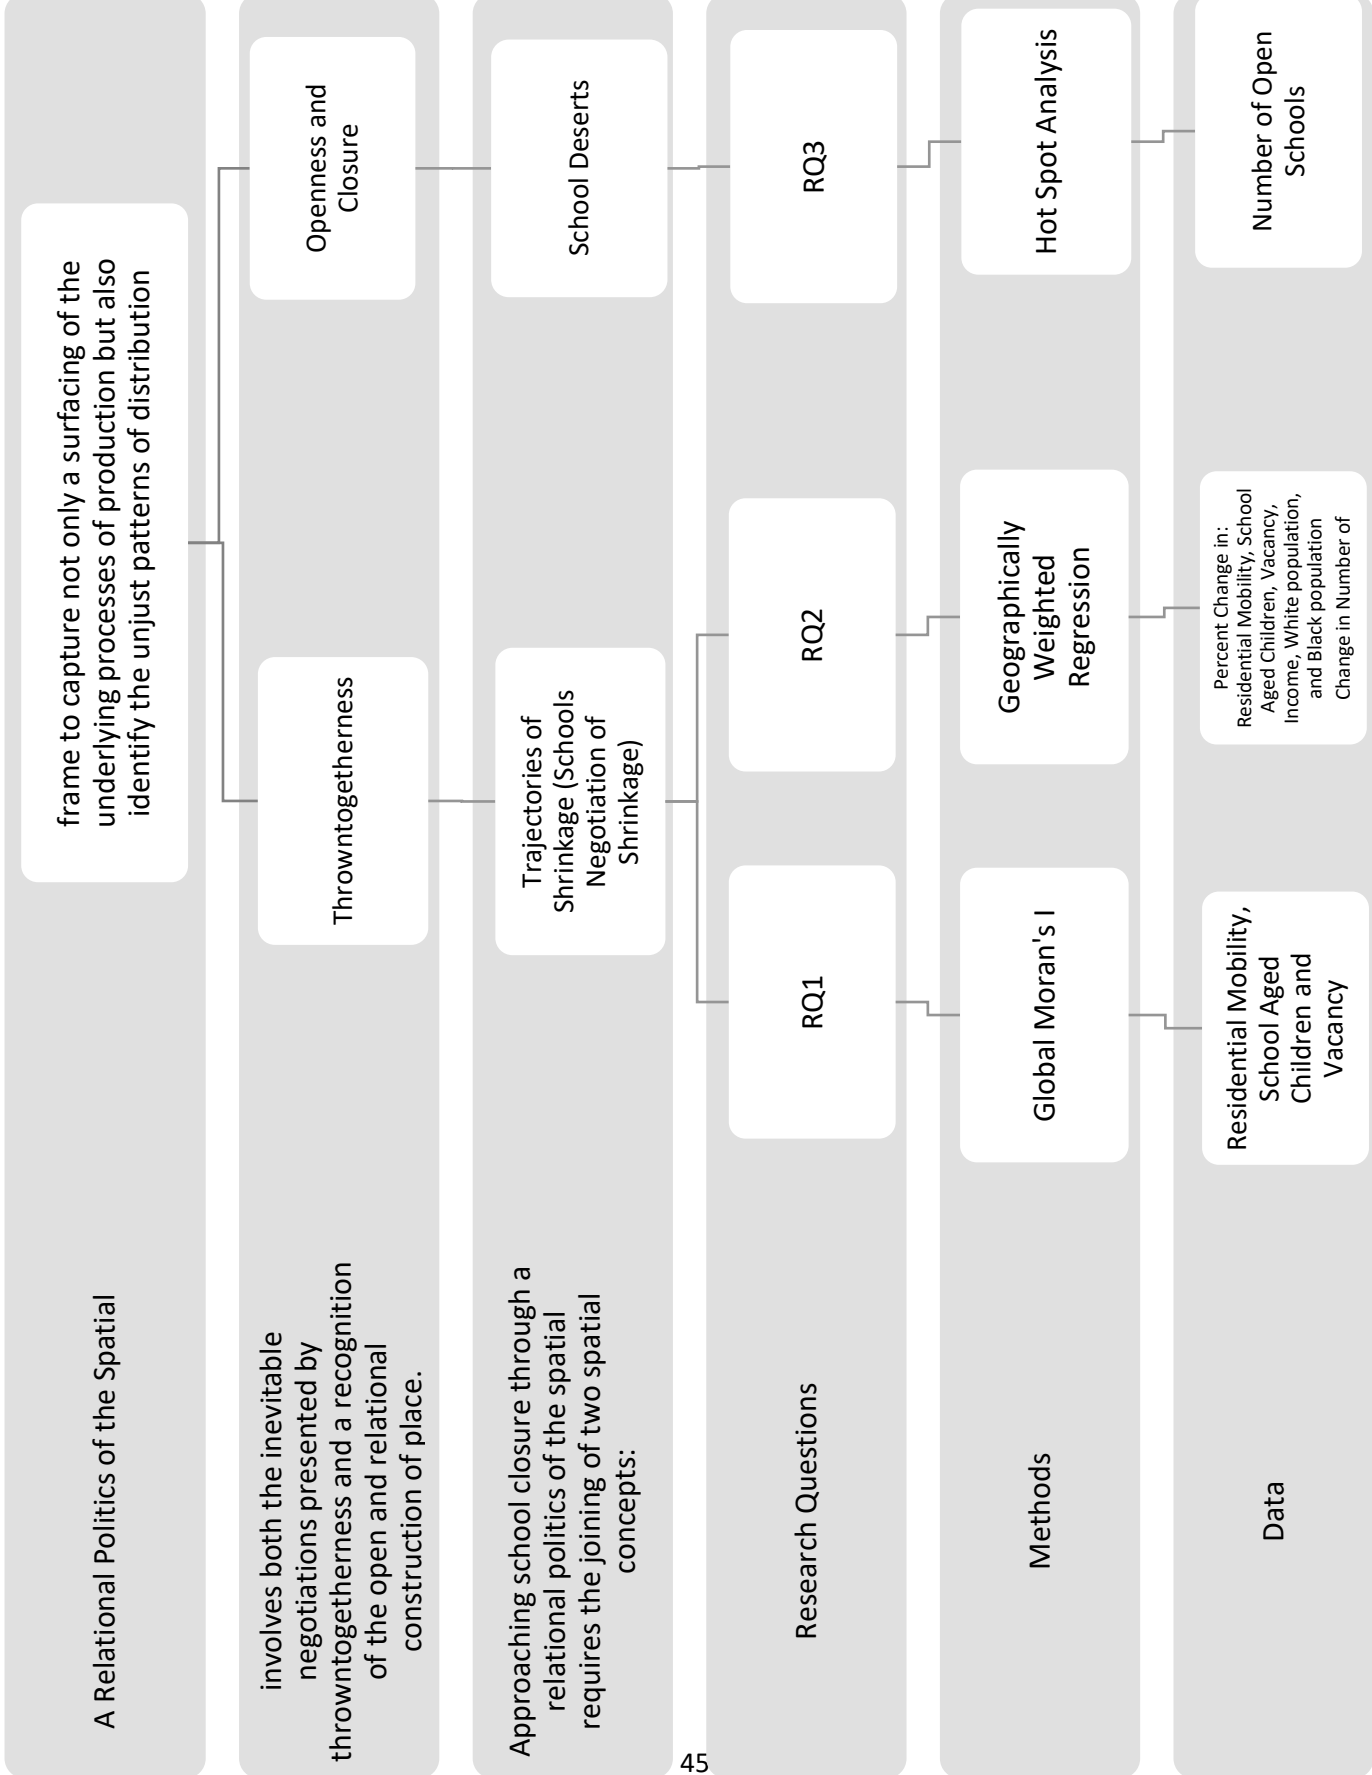 A Relational Politics of the Spatial
frame to capture not only a surfacing of the
underlying processes of production but also
identify the unjust patterns of distribution
involves both the inevitable
negotiations presented by
throwntogetherness and a recognition
of the open and relational
construction of place.
Throwntogetherness
Openness and
Closure
Approaching school closure through a
relational politics of the spatial
requires the joining of two spatial
concepts:
Trajectories of
Shrinkage (Schools
Negotiation of
Shrinkage)
School Deserts
Research Questions
RQ1
RQ2
RQ3
Methods
Global Moran's I
Geographically
Weighted
Regression
Hot Spot Analysis
Data
Residential Mobility,
School Aged
Children and
Vacancy
Percent Change in:
Residential Mobility, School
Aged Children, Vacancy,
Income, White population,
and Black population
Change in Number of
Number of Open
Schools
45